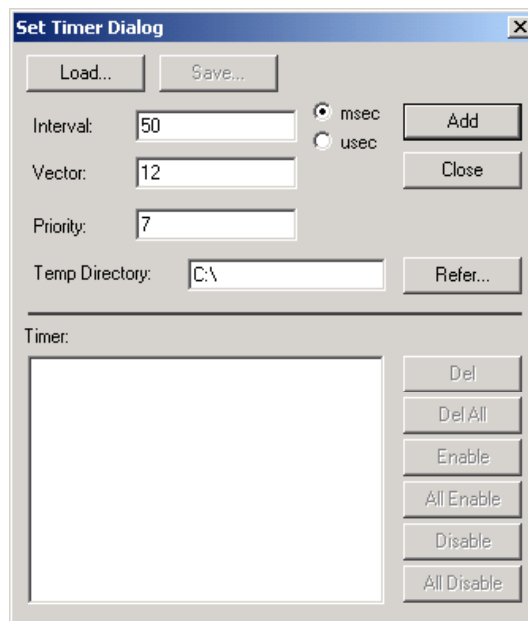 Set Timer Dialog
Load... Save...
Interval: 50 msec Add
usec
Vector: 12 Close
Priority: 7
Temp Directory: C:\ Refer...
Timer:
Del
Del All
Enable
All Enable
Disable
All Disable